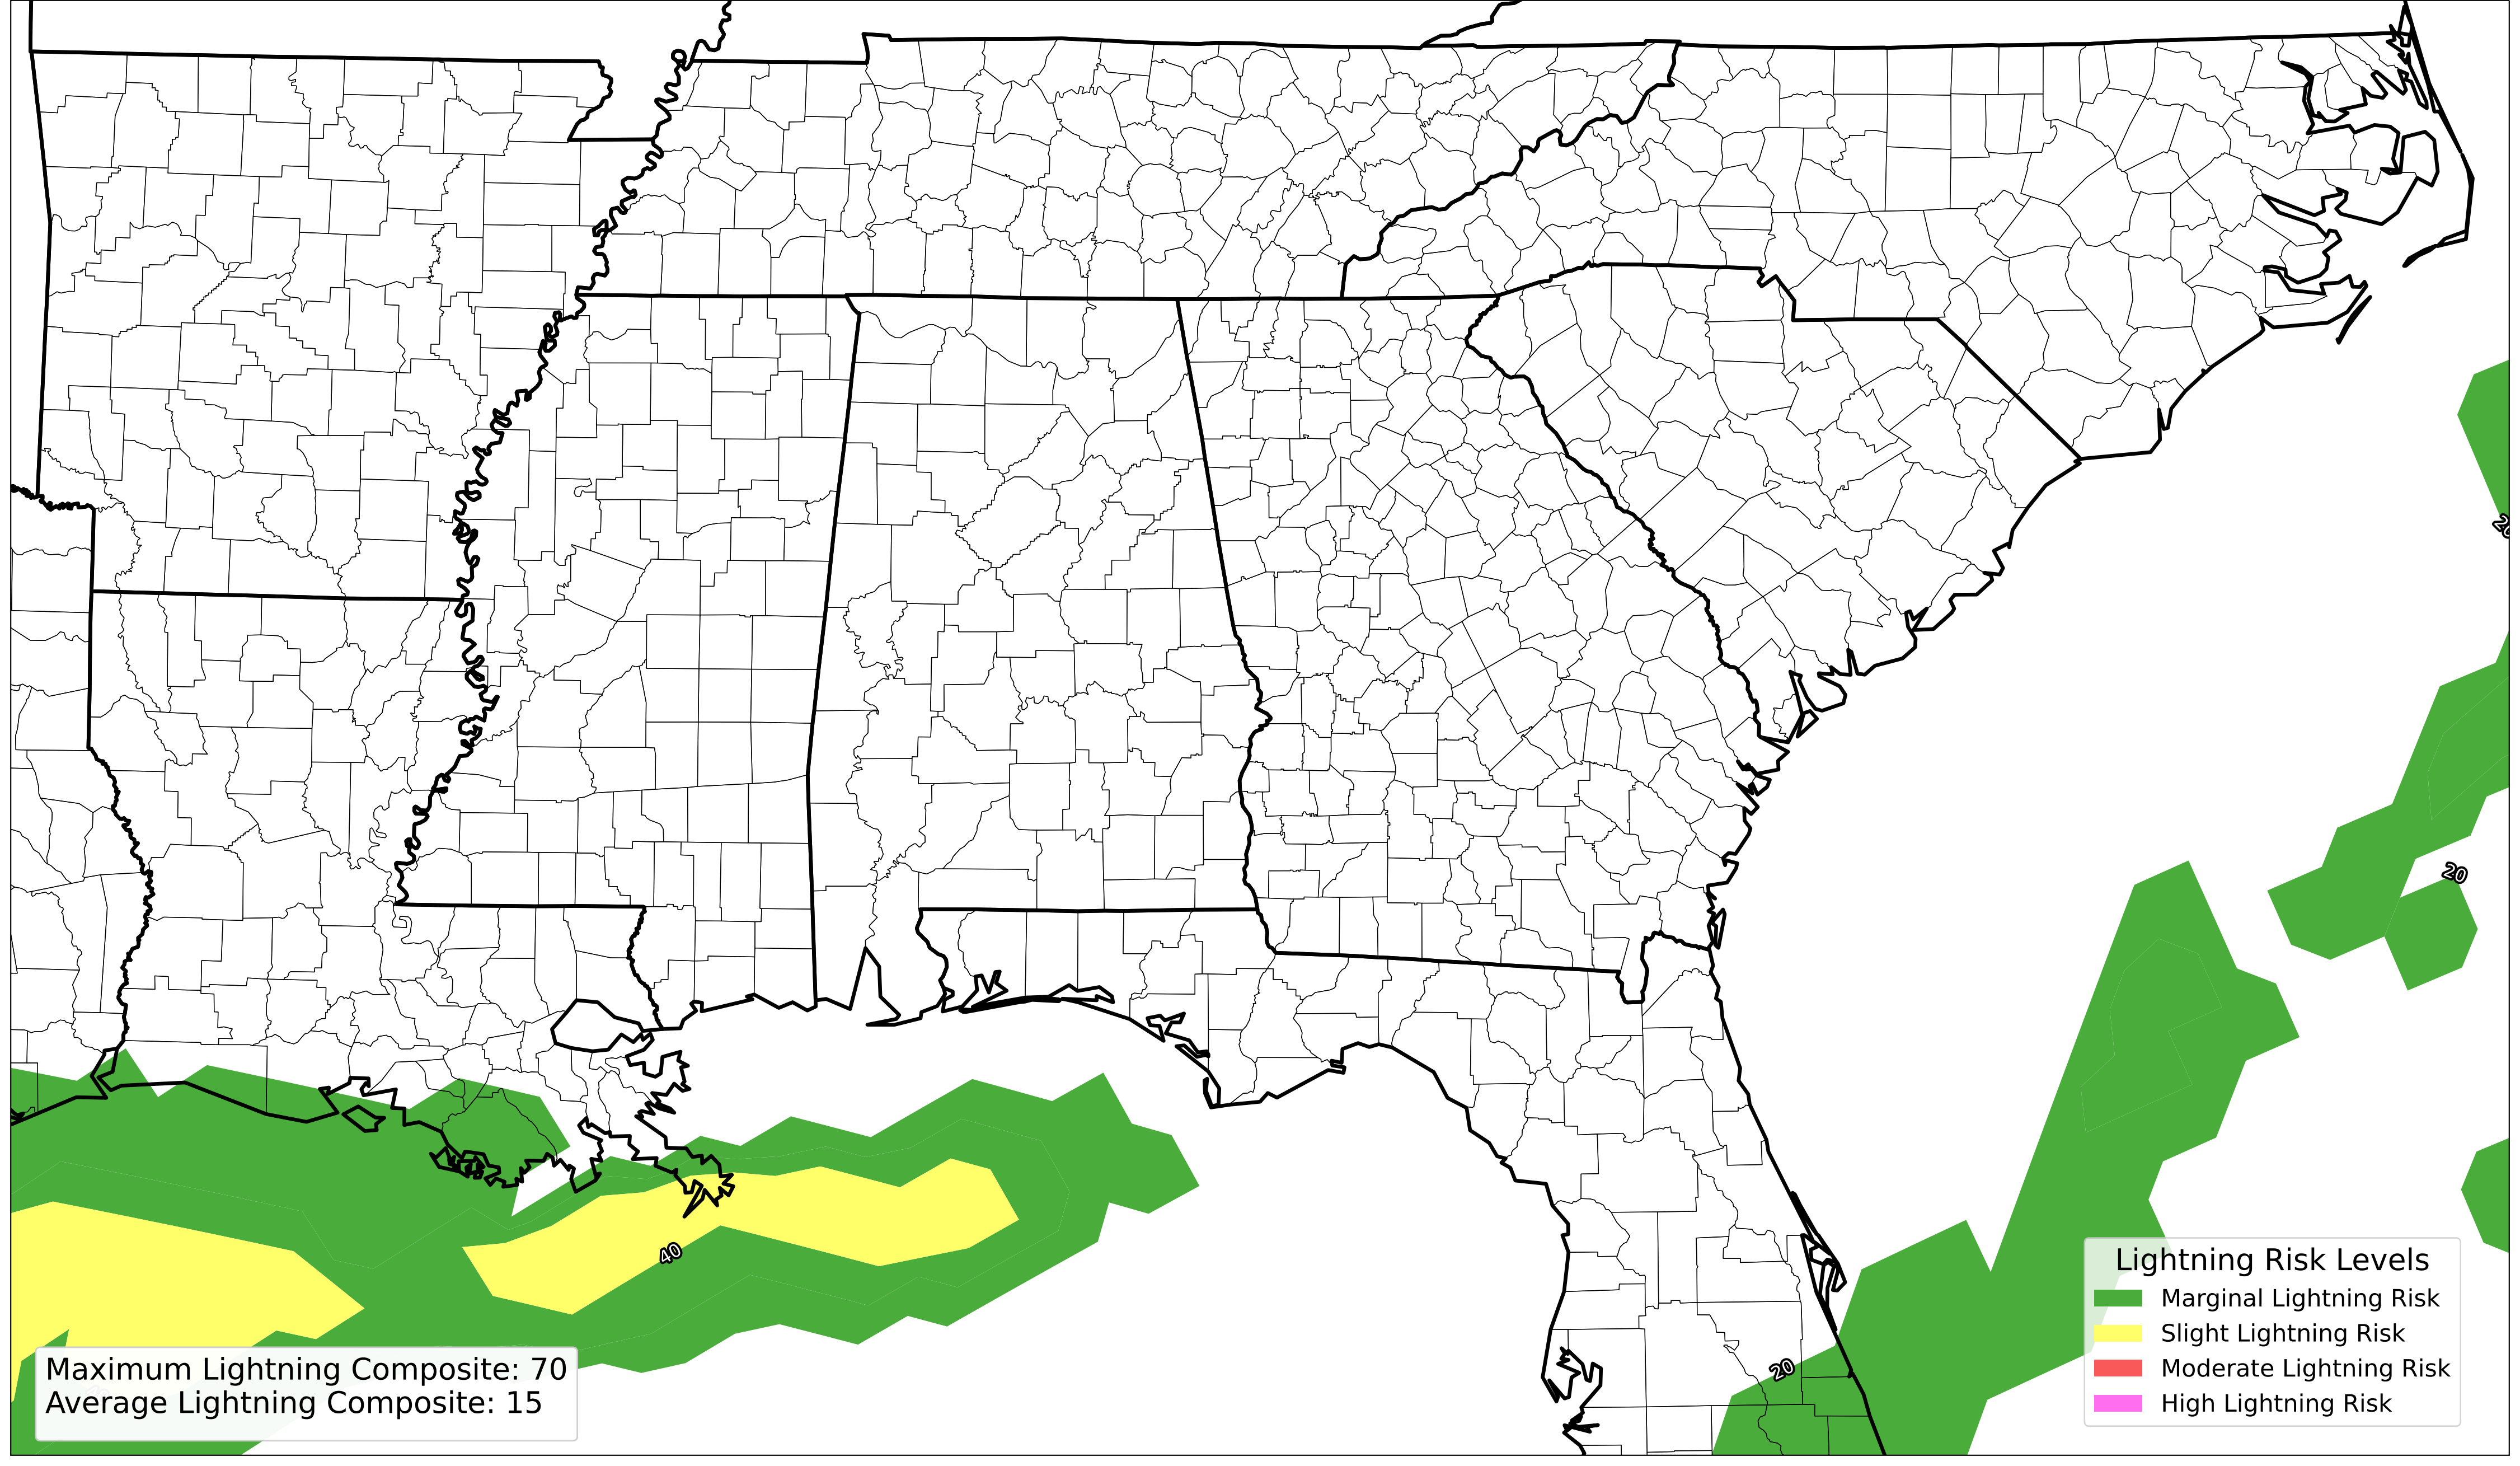 20
20
40
20
Lightning Risk Levels
Marginal Lightning Risk
Slight Lightning Risk
Moderate Lightning Risk
High Lightning Risk
Maximum Lightning Composite: 70
Average Lightning Composite: 15